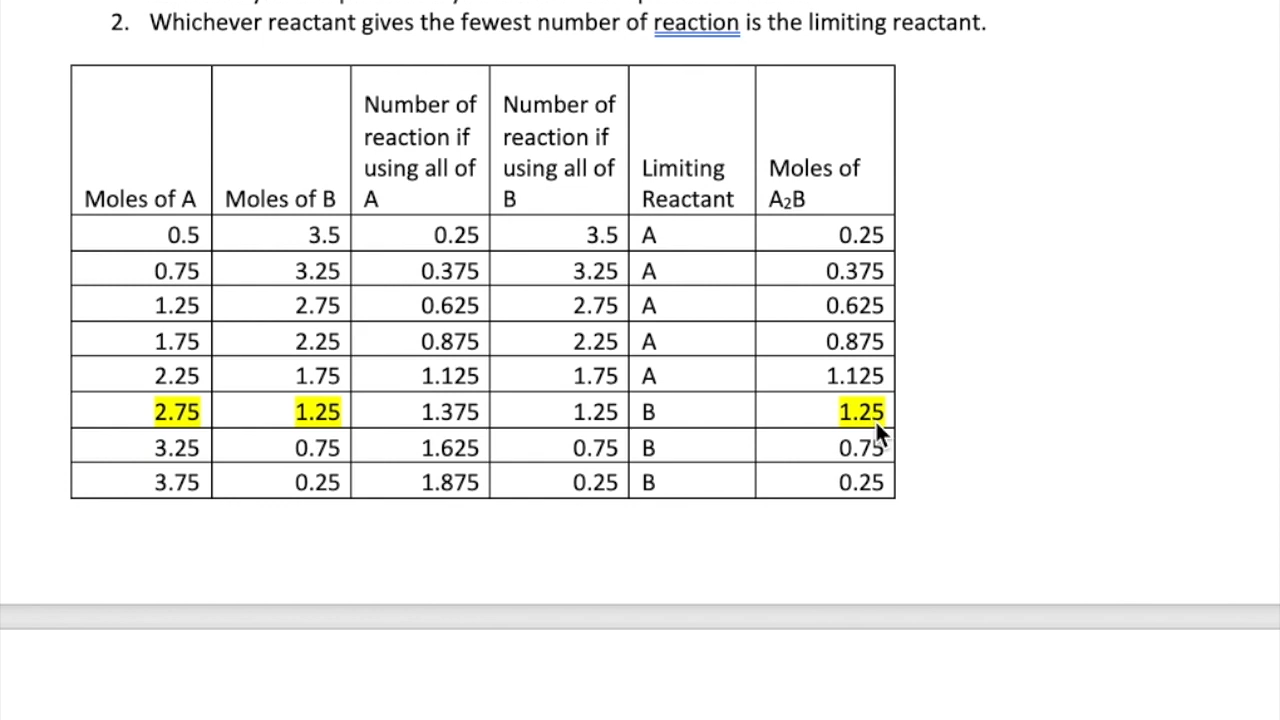 2. Whichever reactant gives the fewest number of reaction is the limiting reactant.
Moles of A Moles of B Number of reaction if using all of A Number of reaction if using all of B Limiting Reactant Moles of A₂B
0.5 3.5 0.25 3.5 A 0.25
0.75 3.25 0.375 3.25 A 0.375
1.25 2.75 0.625 2.75 A 0.625
1.75 2.25 0.875 2.25 A 0.875
2.25 1.75 1.125 1.75 A 1.125
2.75 1.25 1.375 1.25 B 1.25
3.25 0.75 1.625 0.75 B 0.75
3.75 0.25 1.875 0.25 B 0.25